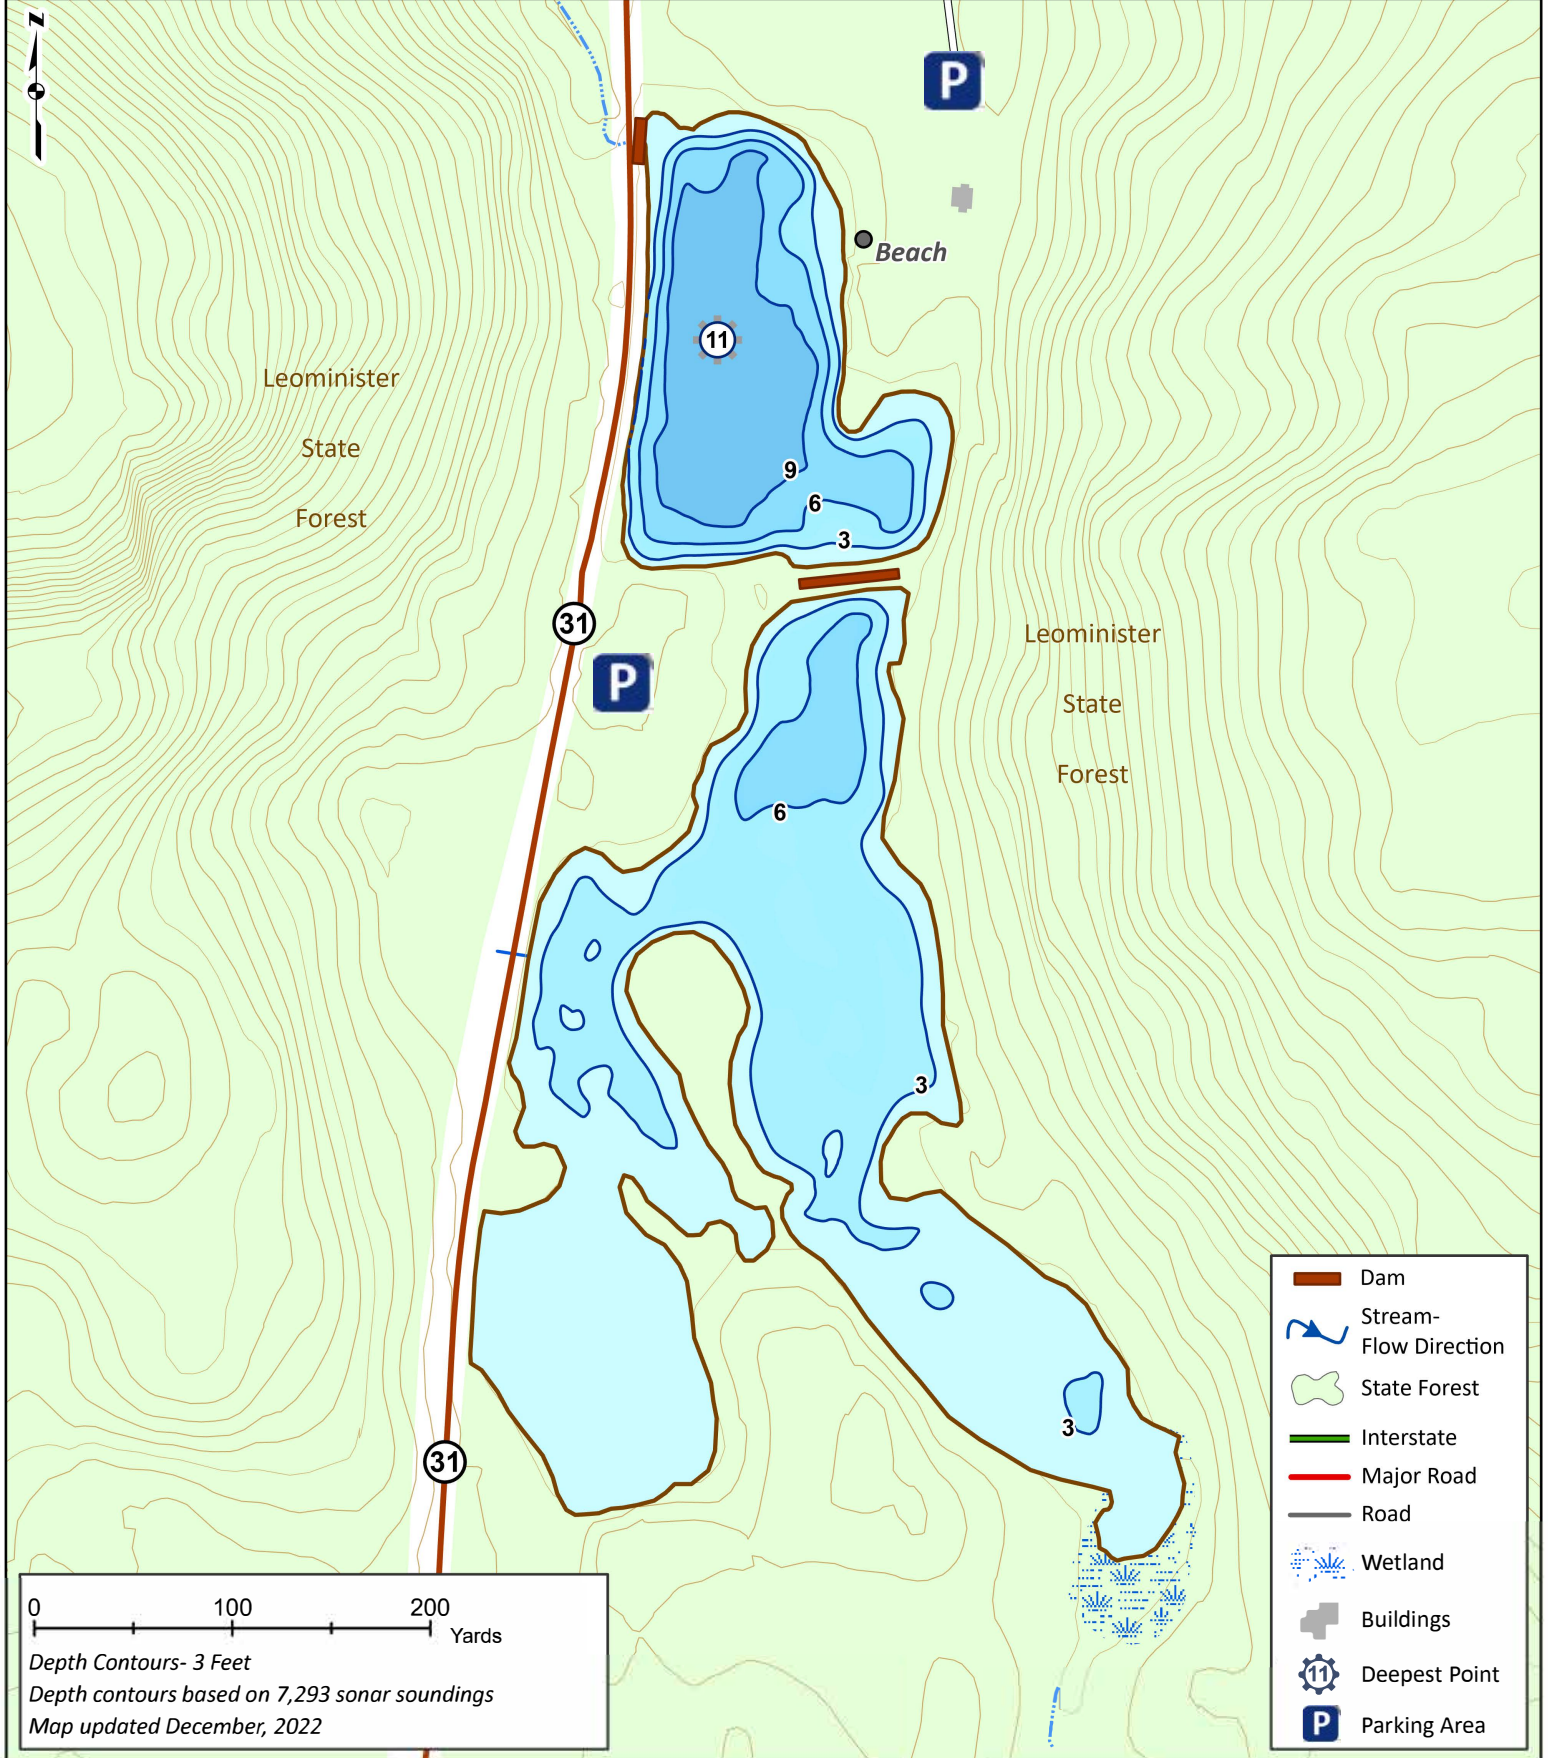 N
P
Beach
11
Leominister
State
Forest
9
6
3
31
P
Leominister
State
Forest
6
3
3
31
Dam
Stream-
Flow Direction
State Forest
Interstate
Major Road
Road
Wetland
Buildings
11 Deepest Point
P Parking Area
0 100 200
Yards
Depth Contours- 3 Feet
Depth contours based on 7,293 sonar soundings
Map updated December, 2022